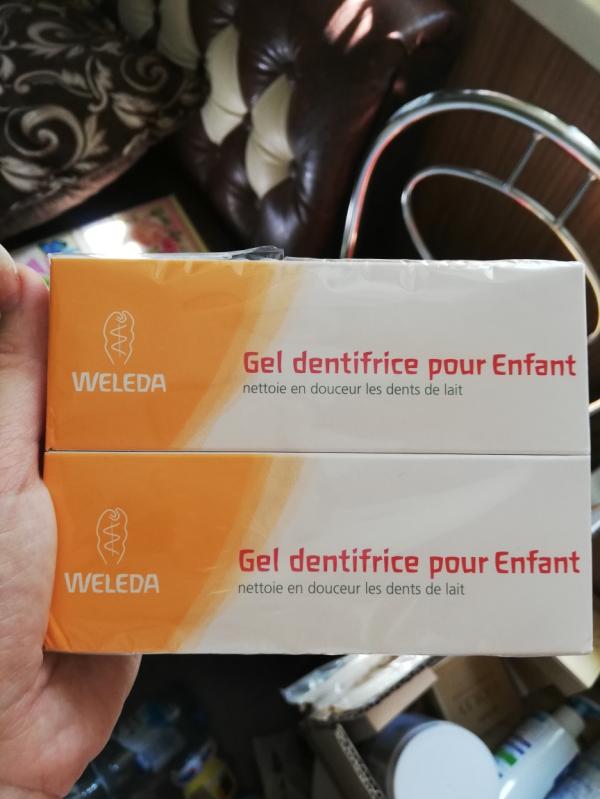 WELEDA
Gel dentifrice pour Enfant
nettoie en douceur les dents de lait
WELEDA
Gel dentifrice pour Enfant
nettoie en douceur les dents de lait